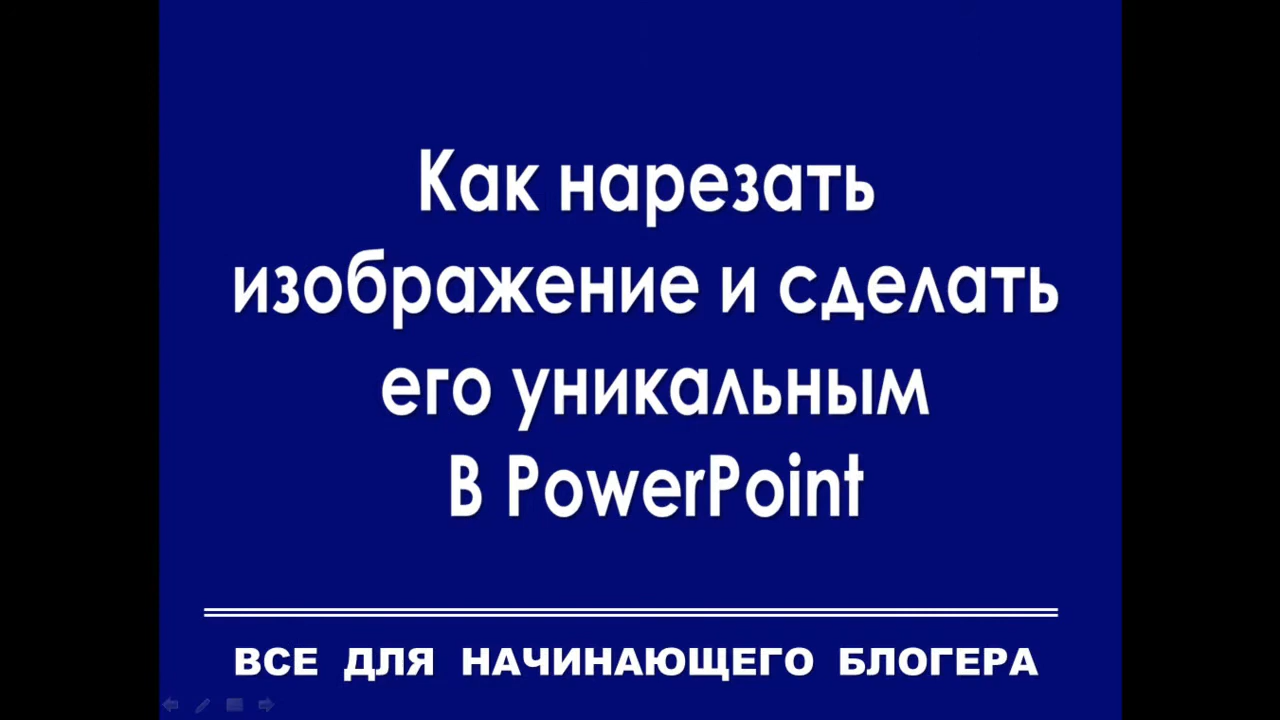 Как нарезать
изображение и сделать
его уникальным
В PowerPoint
ВСЕ ДЛЯ НАЧИНАЮЩЕГО БЛОГЕРА